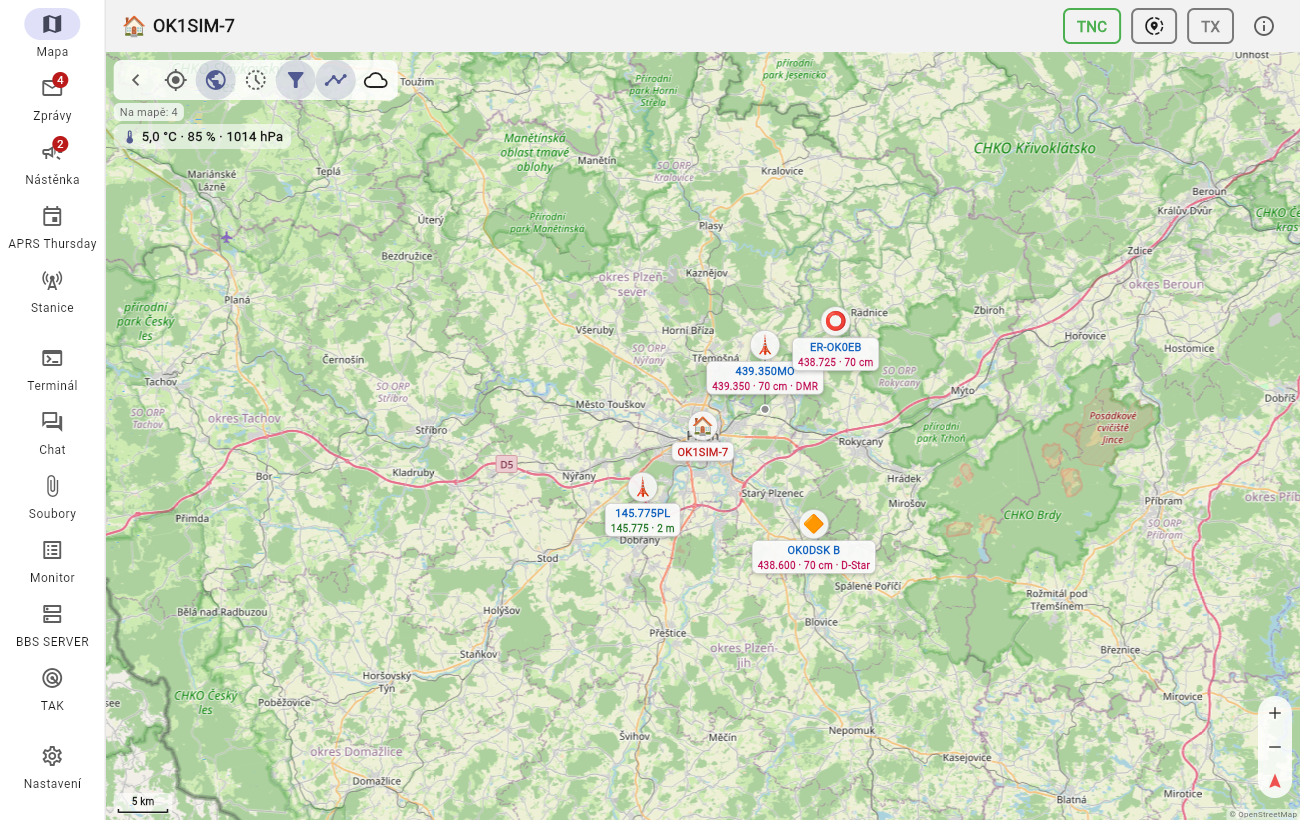 OK1SIM-7
TNC
TX
Mapa
4
Zprávy
2
Nástěnka
APRS Thursday
Stanice
Terminál
Chat
Soubory
Monitor
BBS SERVER
TAK
Nastavení
Na mapě: 4
5,0 °C · 85 % · 1014 hPa
Toužim
přírodní
park Horní
Střela
přírodní
park Jesenicko
Unhošť
Manětínská
oblast tmavé
oblohy
Manětín
SO ORP
Kralovice
Kralovice
CHKO Křivoklátsko
Mariánské
Lázně
Teplá
Beroun
Králův Dvůr
CHKO Če
kras
Úterý
Přírodní
park Manětínská
Plasy
Zdice
Bezdružice
Kaznějov
okres Plzeň-
sever
okres Beroun
Planá
přírodní
park Český
les
Radnice
Zbiroh
ER-OK0EB
438.725 · 70 cm
Všeruby
Horní Bříza
Hořovice
Hostomice
SO ORP
Nýřany
Třemošná
439.350MO
439.350 · 70 cm · DMR
SO ORP
Rokycany
Černošín
Tachov
SO ORP
Stříbro
Mýto
Dobříš
SO ORP
Tachov
okres Tachov
Město Touškov
Posádkové
cvičiště
Jince
Stříbro
přírodní
park Trhoň
Rokycany
OK1SIM-7
D5
Bor
Kladruby
Nýřany
Hrádek
Starý Plzenec
Mirošov
Příbram
okres Příb
145.775PL
145.775 · 2 m
Dobřany
Přimda
CHKO Brdy
SO ORP
Příbram
OK0DSK B
438.600 · 70 cm · D-Star
Stod
Spálené Poříčí
Rožmitál pod
Třemšínem
Bělá nad Radbuzou
Holýšov
Blovice
Přeštice
Staňkov
okres Plzeň-
jih
Březnice
Horšovský
Týn
CHKO Český
les
Poběžovice
see
Mirovice
Švihov
Měčín
Nepomuk
okres Domažlice
Kasejovice
Domažlice
Blatná
Mirotice
+
−
5 km
© OpenStreetMap